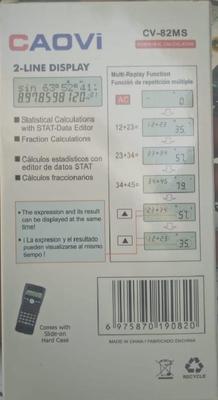 CAOVi
CV-82MS
2-LINE DISPLAY
sin 63°52°41:
8.978598120
-01
Multi-Replay Function
Función de repetición múltiple
AC
0.
■ Statistical Calculations
with STAT-Data Editor
■ Fraction Calculations
■ Cálculos estadísticos con
editor de datos STAT
■ Cálculos fraccionarios
12+23=
12+23
35.
23+34=
23+34
57.
34+45=
34+45
79.
▲
23+34
57.
▲
12+23
35.
● The expression and its result
can be displayed at the same
time!
● ¡ La expresión y el resultado
pueden visualizarse al mismo
tiempo !
Comes with
Slide-on
Hard Case
6 975870 190820
MADE IN CHINA / FABRICADO EN CHINA
RECYCLE